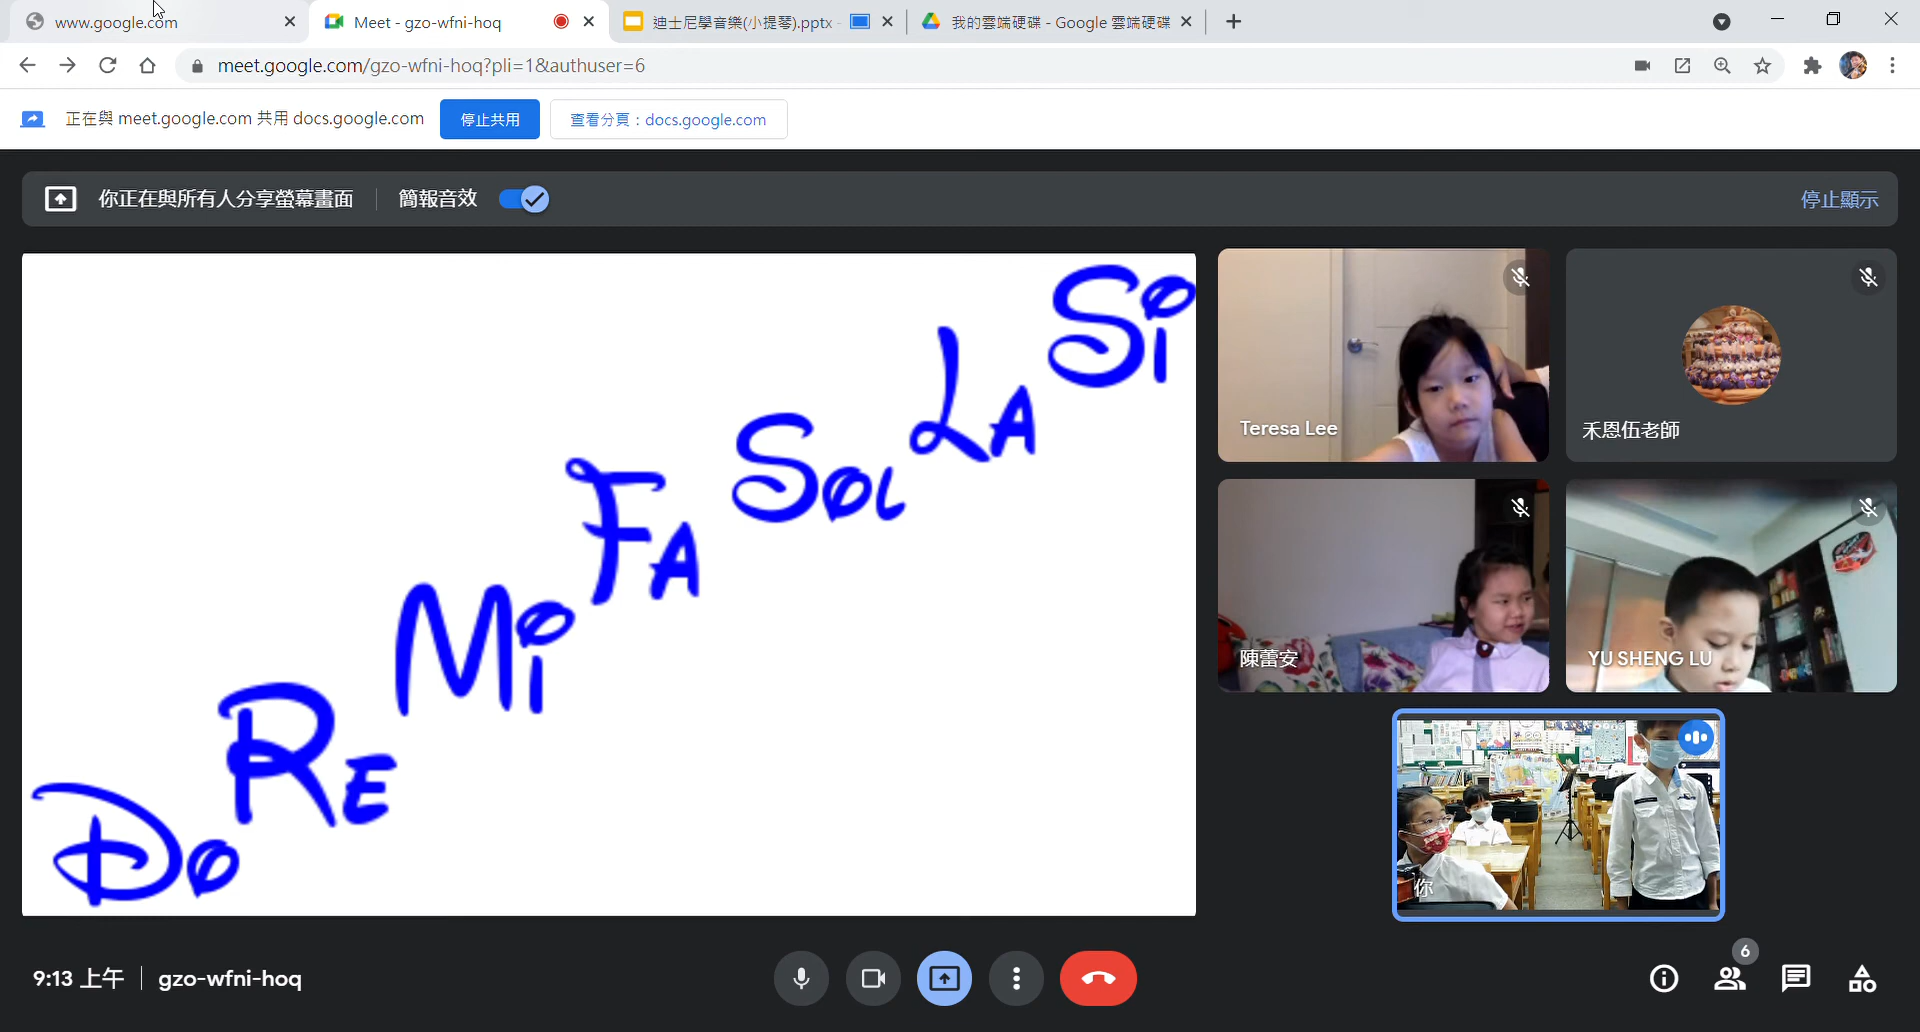 www.google.com
Meet - gzo-wfni-hoq
迪士尼學音樂(小提琴).pptx -
我的雲端硬碟 - Google 雲端硬碟
meet.google.com/gzo-wfni-hoq?pli=1&authuser=6
正在與 meet.google.com 共用 docs.google.com
停止共用
查看分頁：docs.google.com
你正在與所有人分享螢幕畫面
簡報音效
停止顯示
Do
Re
Mi
Fa
Sol
La
Si
Teresa Lee
禾恩伍老師
陳蕾安
YU SHENG LU
你
9:13 上午
gzo-wfni-hoq
6